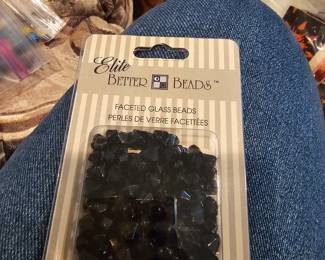 Elite
BETTER BEADS™
FACETED GLASS BEADS
PERLES DE VERRE FACETTÉES